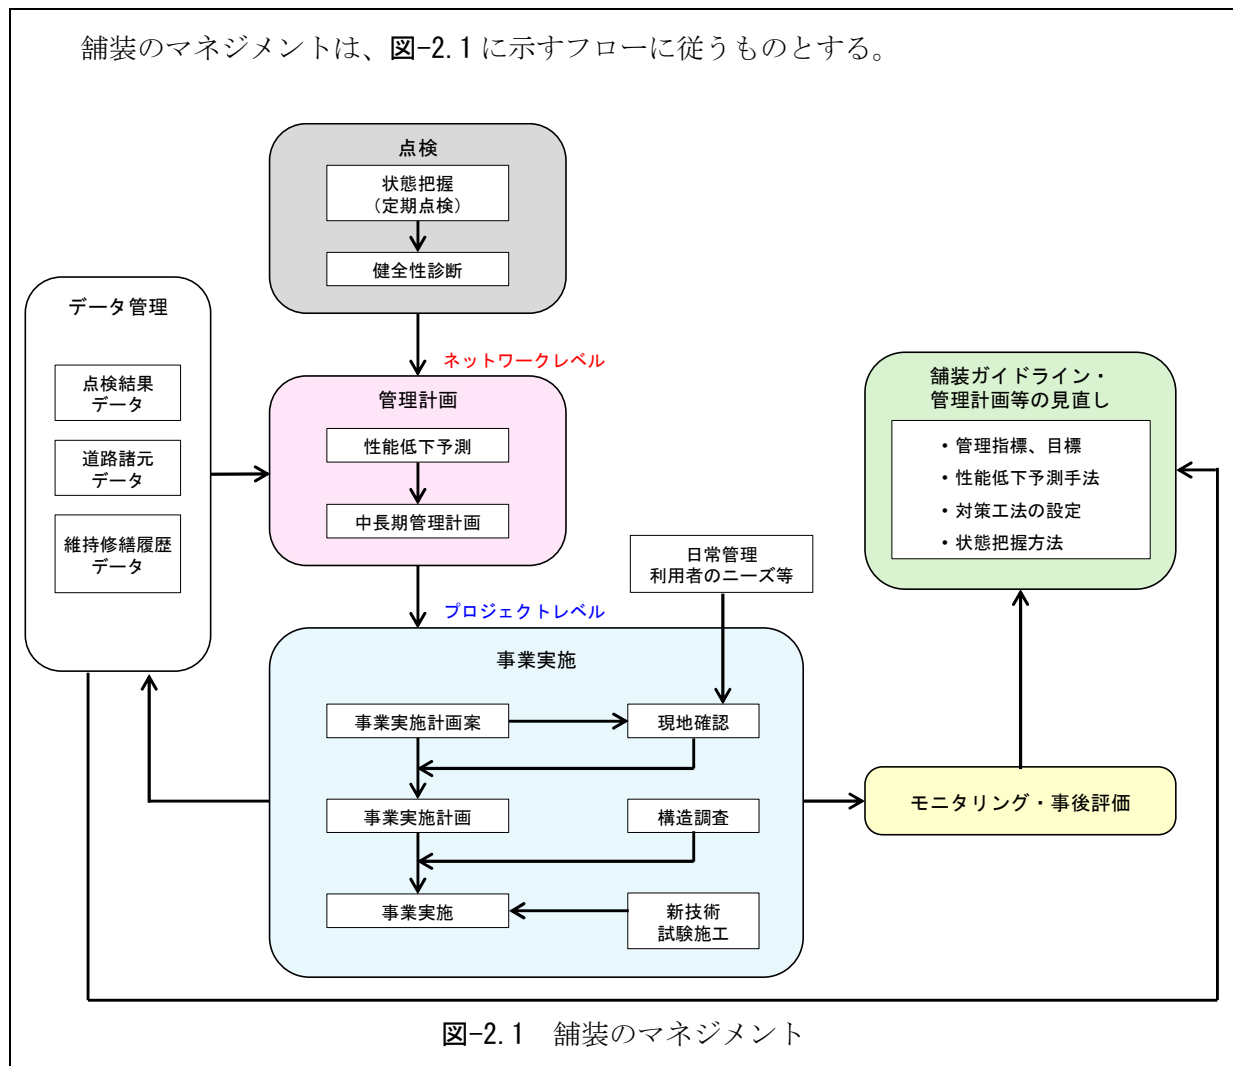 舗装のマネジメントは、図-2.1に示すフローに従うものとする。
点検
状態把握
(定期点検)
健全性診断
ネットワークレベル
データ管理
点検結果
データ
道路諸元
データ
維持修繕履歴
データ
管理計画
性能低下予測
中長期管理計画
プロジェクトレベル
日常管理
利用者のニーズ等
舗装ガイドライン・
管理計画等の見直し
・管理指標、目標
・性能低下予測手法
・対策工法の設定
・状態把握方法
事業実施
事業実施計画案
現地確認
事業実施計画
構造調査
事業実施
新技術
試験施工
モニタリング・事後評価
図-2.1 舗装のマネジメント